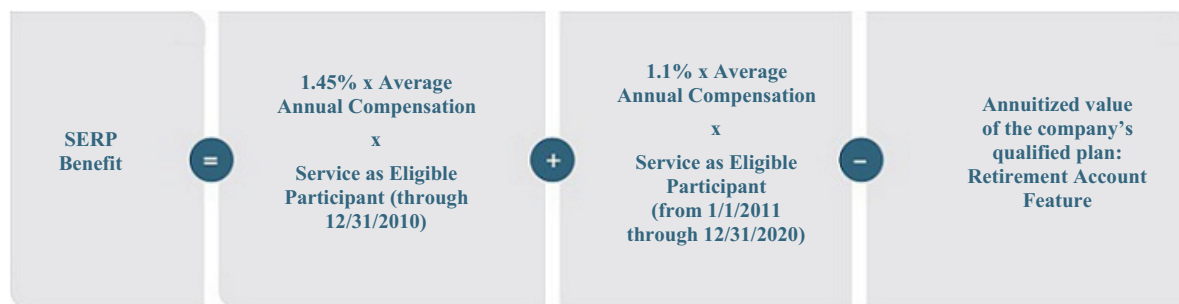 SERP
Benefit
=
1.45% x Average
Annual Compensation
x
Service as Eligible
Participant (through
12/31/2010)
+
1.1% x Average
Annual Compensation
x
Service as Eligible
Participant
(from 1/1/2011
through 12/31/2020)
–
Annuitized value
of the company’s
qualified plan:
Retirement Account
Feature